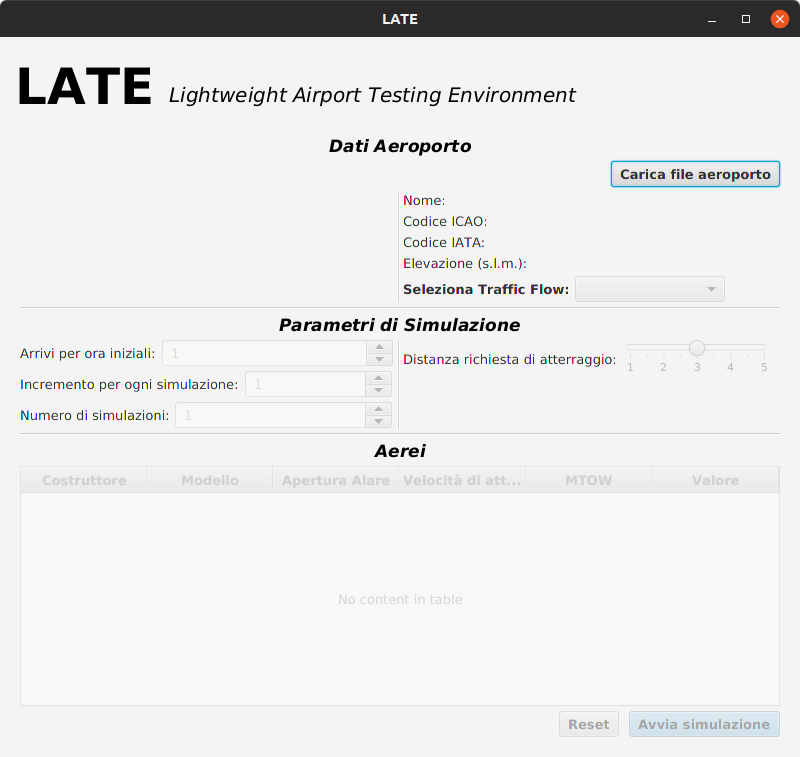 LATE
LATE Lightweight Airport Testing Environment
Dati Aeroporto
Carica file aeroporto
Nome:
Codice ICAO:
Codice IATA:
Elevazione (s.l.m.):
Seleziona Traffic Flow:
Parametri di Simulazione
Arrivi per ora iniziali: 1
Incremento per ogni simulazione: 1
Numero di simulazioni: 1
Distanza richiesta di atterraggio:
1 2 3 4 5
Aerei
Costruttore Modello Apertura Alare Velocità di att... MTOW Valore
No content in table
Reset Avvia simulazione